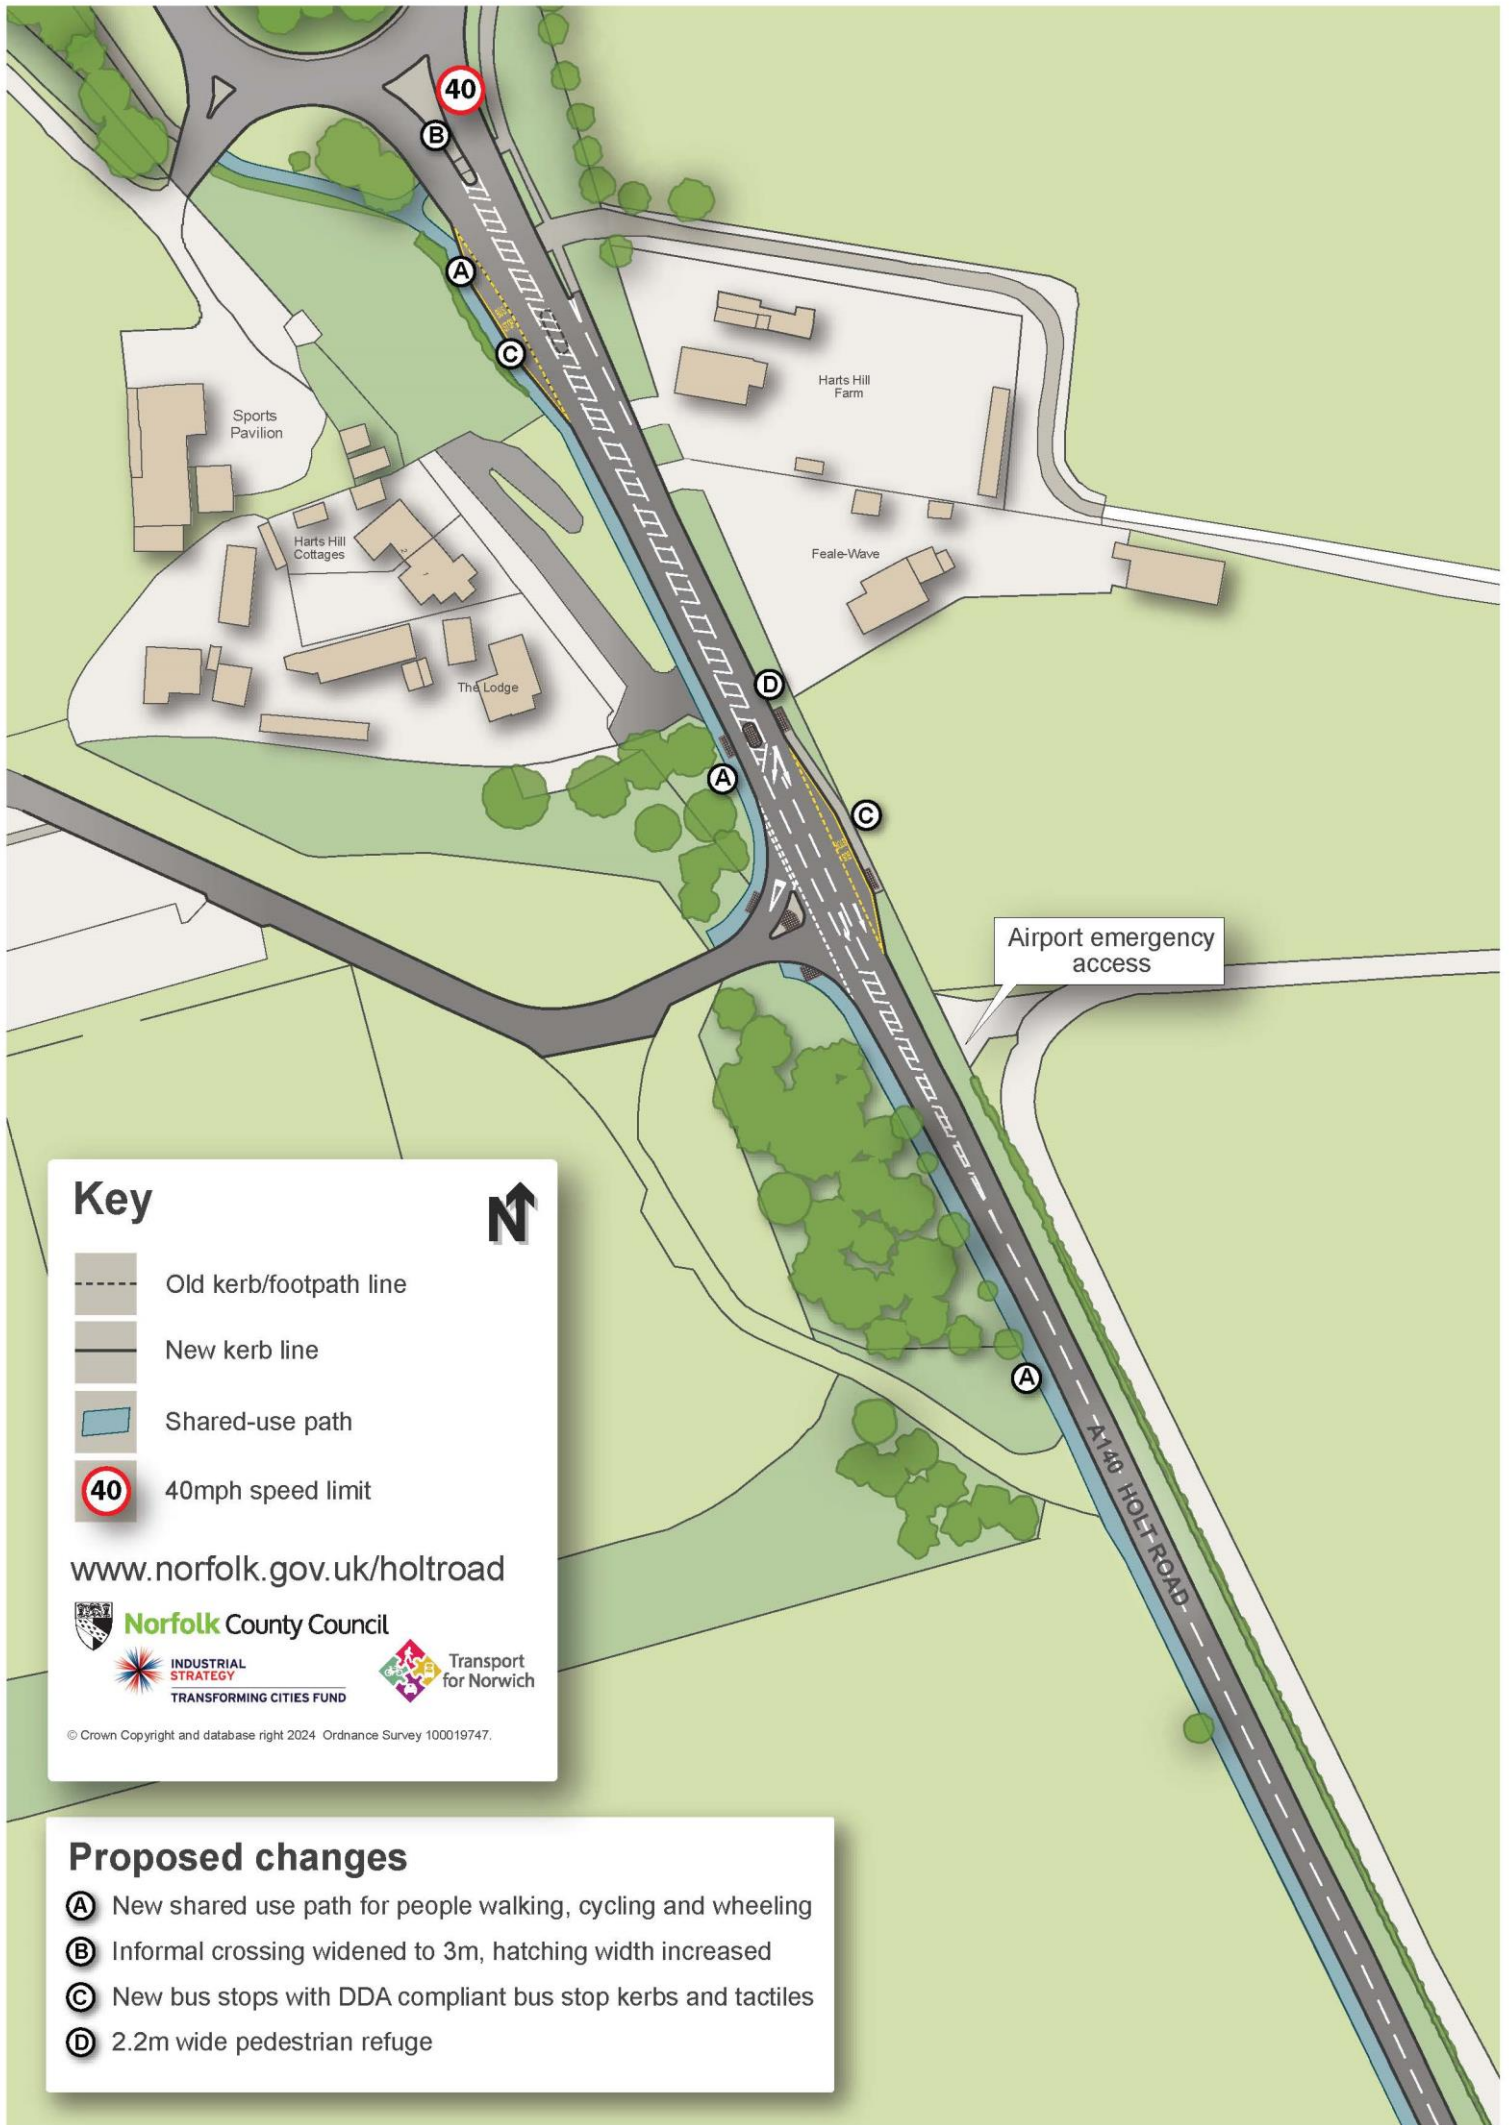 40
B
A
C
Sports
Pavilion
Harts Hill
Farm
Harts Hill
Cottages
2
1
Feale-Wave
The Lodge
D
A
C
Airport emergency
access
A
A140 HOLT ROAD
Key
N
Old kerb/footpath line
New kerb line
Shared-use path
40
40mph speed limit
www.norfolk.gov.uk/holtroad
Norfolk County Council
INDUSTRIAL
STRATEGY
TRANSFORMING CITIES FUND
Transport
for Norwich
© Crown Copyright and database right 2024 Ordnance Survey 100019747.
Proposed changes
A New shared use path for people walking, cycling and wheeling
B Informal crossing widened to 3m, hatching width increased
C New bus stops with DDA compliant bus stop kerbs and tactiles
D 2.2m wide pedestrian refuge